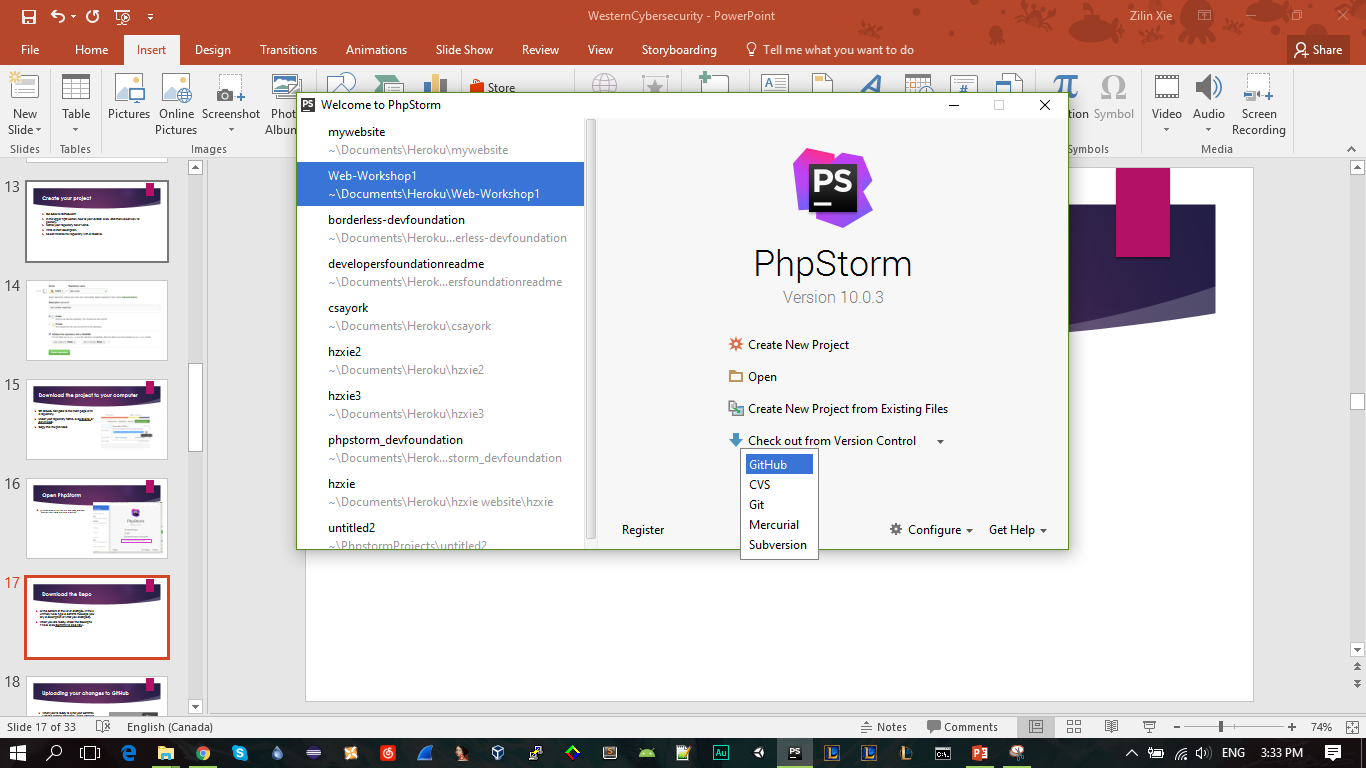 WesternCybersecurity - PowerPoint
Zilin Xie
File Home Insert Design Transitions Animations Slide Show Review View Storyboarding Tell me what you want to do
Share
New Slide
Table
Pictures
Online Pictures
Screenshot
Store
Symbol
Video
Audio
Screen Recording
Slides
Tables
Images
Media
Welcome to PhpStorm
mywebsite
~\Documents\Heroku\mywebsite
Web-Workshop1
~\Documents\Heroku\Web-Workshop1
borderless-devfoundation
~\Documents\Heroku...erless-devfoundation
developersfoundationreadme
~\Documents\Herok...ersfoundationreadme
csayork
~\Documents\Heroku\csayork
hzxie2
~\Documents\Heroku\hzxie2
hzxie3
~\Documents\Heroku\hzxie3
phpstorm_devfoundation
~\Documents\Herok...storm_devfoundation
hzxie
~\Documents\Heroku\hzxie website\hzxie
untitled2
~\PhpstormProjects\untitled2
PS
PhpStorm
Version 10.0.3
Create New Project
Open
Create New Project from Existing Files
Check out from Version Control
GitHub
CVS
Git
Mercurial
Subversion
Register
Configure
Get Help
13
Create your project
14
15
Download the project to your computer
16
Open PhpStorm
17
Download the Repo
18
Uploading your changes to GitHub
Slide 17 of 33
English (Canada)
Notes
Comments
74%
ENG
3:33 PM